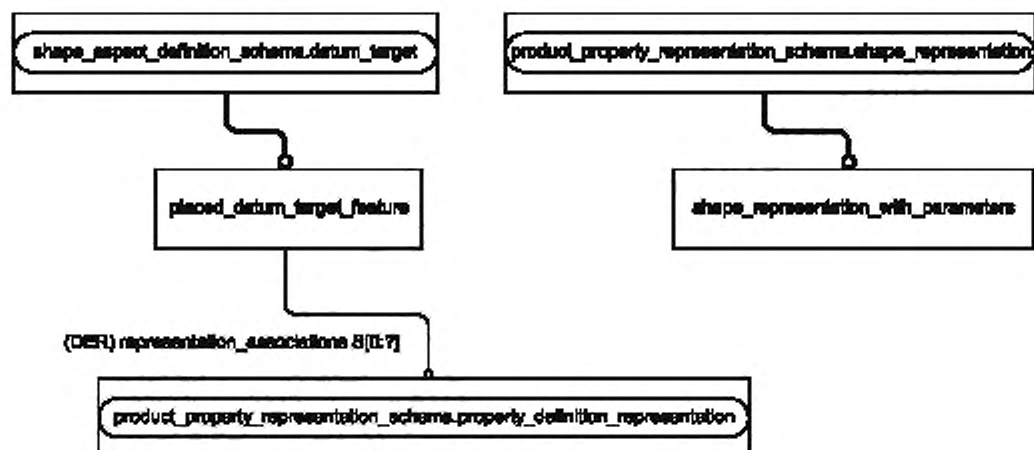 shape_aspect_definition_schema.datum_target
product_property_representation_schema.shape_representation
placed_datum_target_feature
shape_representation_with_parameters
(DER) representation_associations S[0:?]
product_property_representation_schema.property_definition_representation